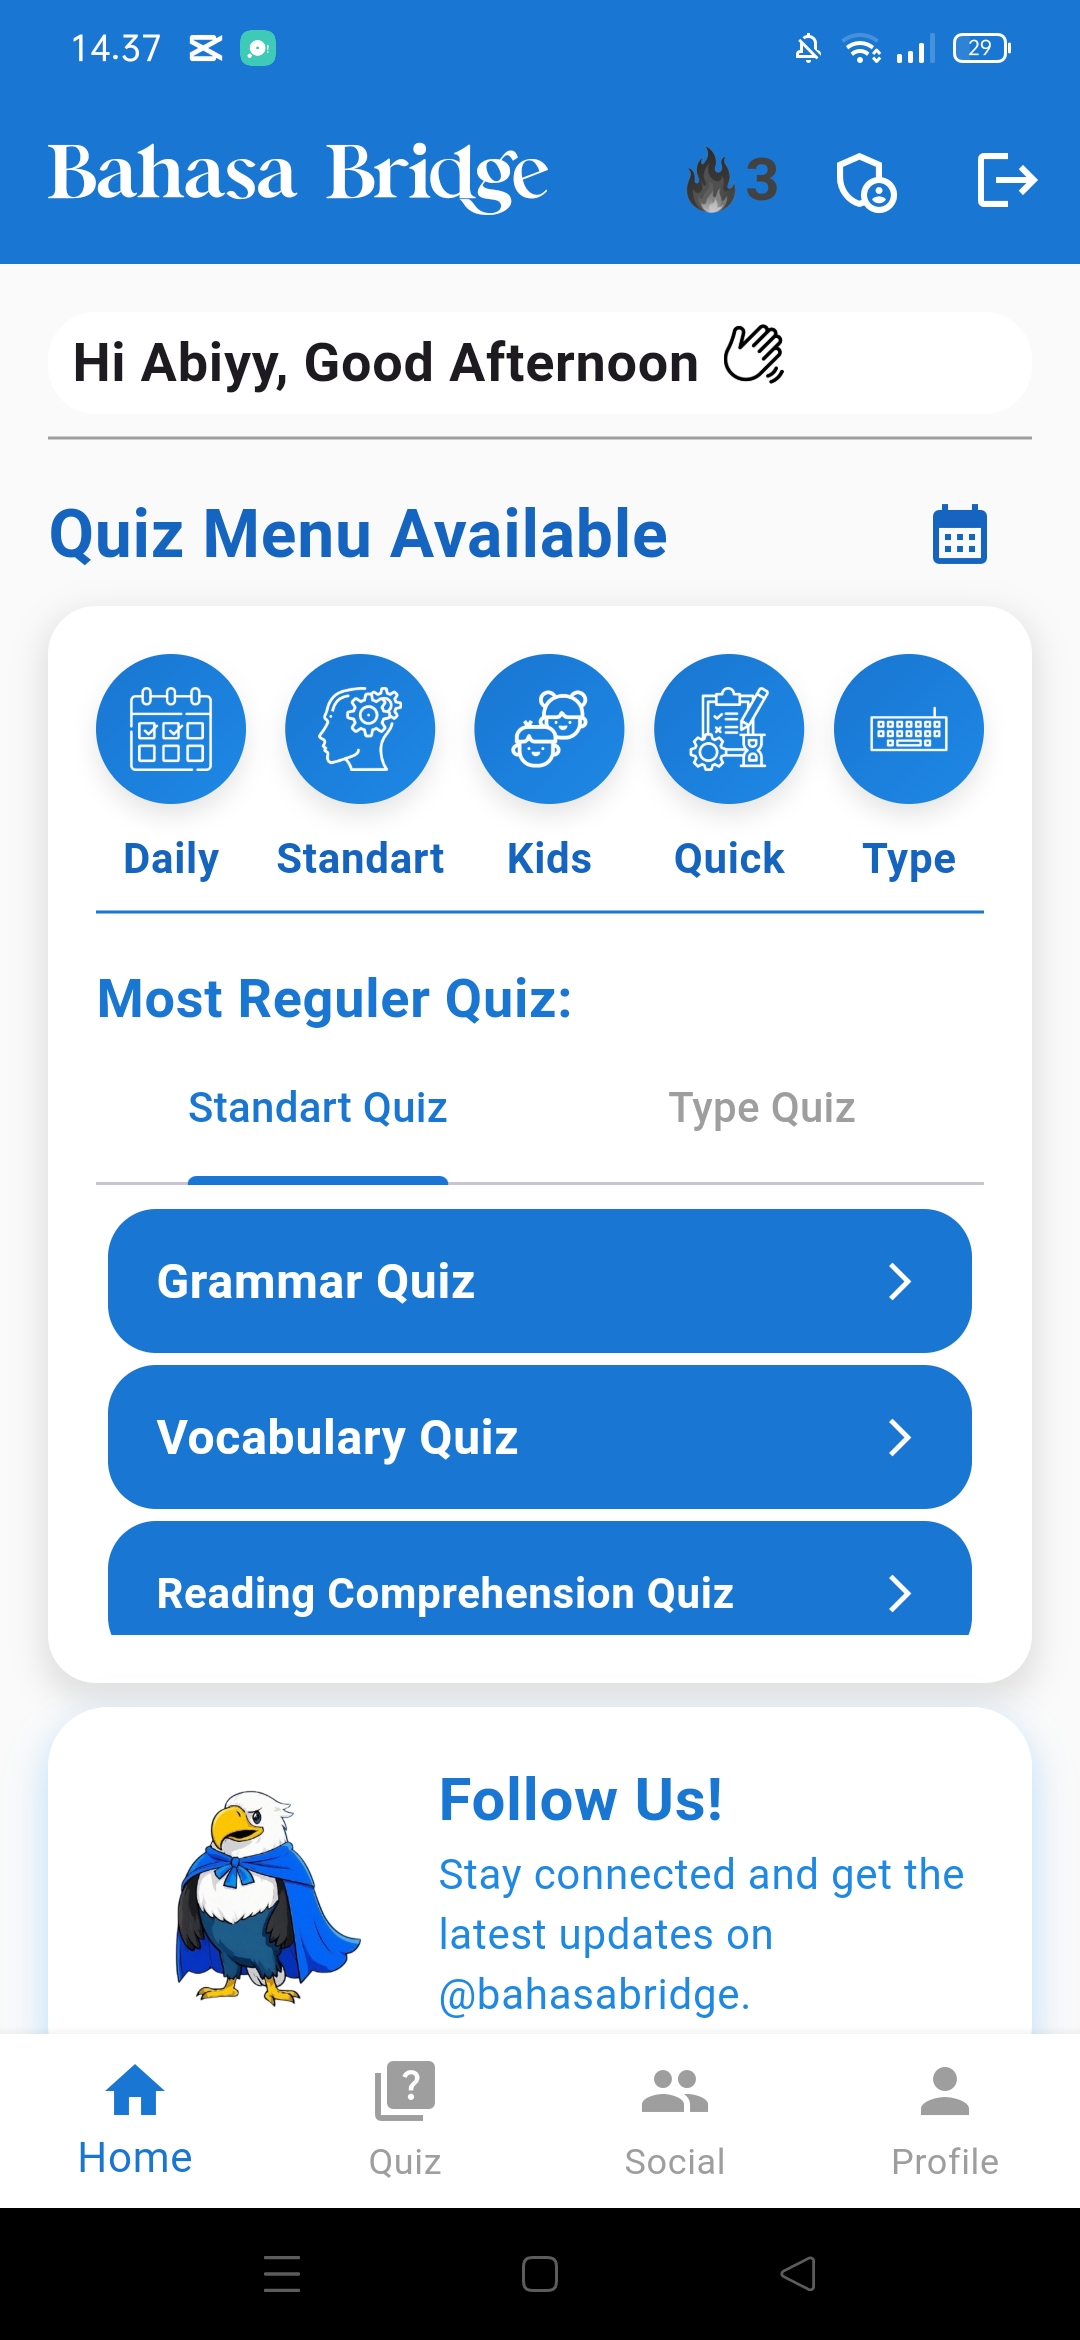 14.37
29
Bahasa Bridge
3
Hi Abiyy, Good Afternoon
Quiz Menu Available
Daily Standart Kids Quick Type
Most Reguler Quiz:
Standart Quiz Type Quiz
Grammar Quiz
Vocabulary Quiz
Reading Comprehension Quiz
Follow Us!
Stay connected and get the
latest updates on
@bahasabridge.
Home Quiz Social Profile